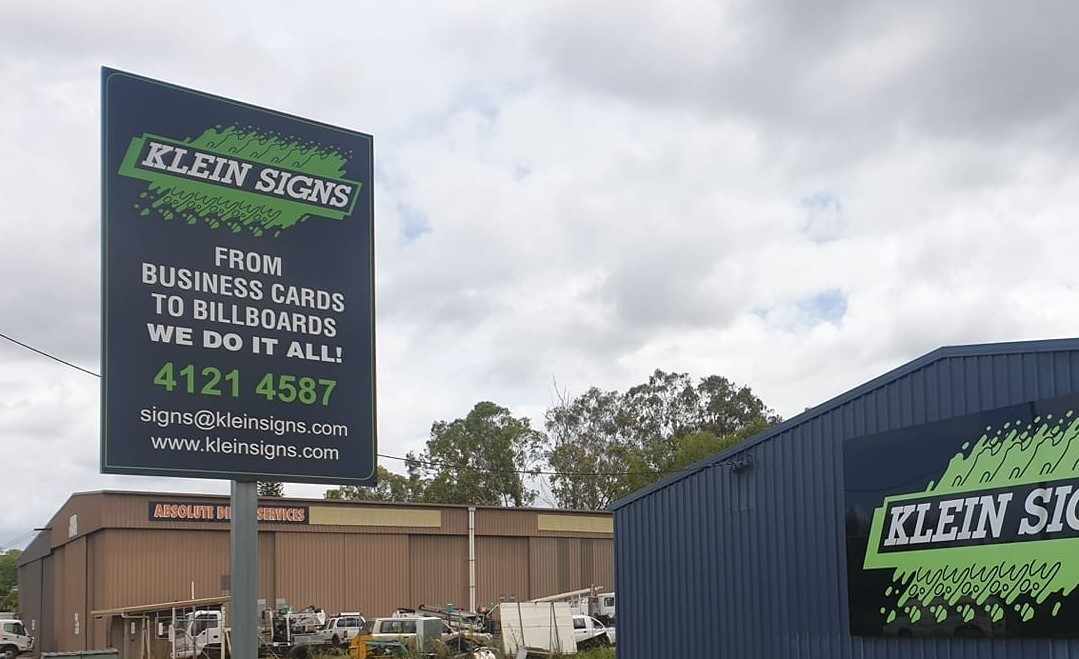 KLEIN SIGNS
FROM
BUSINESS CARDS
TO BILLBOARDS
WE DO IT ALL!
4121 4587
signs@kleinsigns.com
www.kleinsigns.com
ABSOLUTE SERVICES
KLEIN